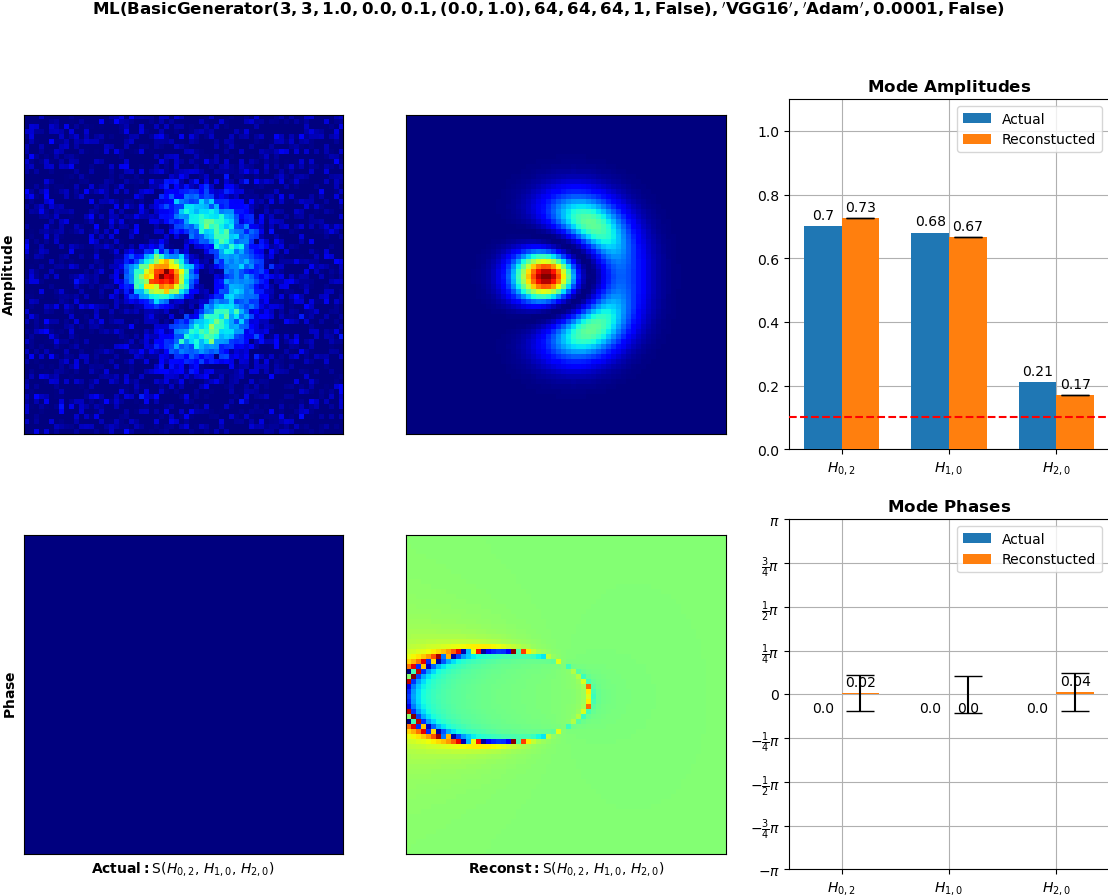 ML(BasicGenerator(3, 3, 1.0, 0.0, 0.1, (0.0, 1.0), 64, 64, 64, 1, False), ′VGG16′, ′Adam′, 0.0001, False)
Amplitude
Mode Amplitudes
Actual
Reconstucted
1.0
0.8
0.6
0.4
0.2
0.0
0.7
0.73
0.68
0.67
0.21
0.17
H0,2
H1,0
H2,0
Phase
Actual: S(H0,2, H1,0, H2,0)
Reconst: S(H0,2, H1,0, H2,0)
Mode Phases
Actual
Reconstucted
π
3/4π
1/2π
1/4π
0
−1/4π
−1/2π
−3/4π
−π
0.0
0.02
0.0
0.0
0.0
0.04
H0,2
H1,0
H2,0